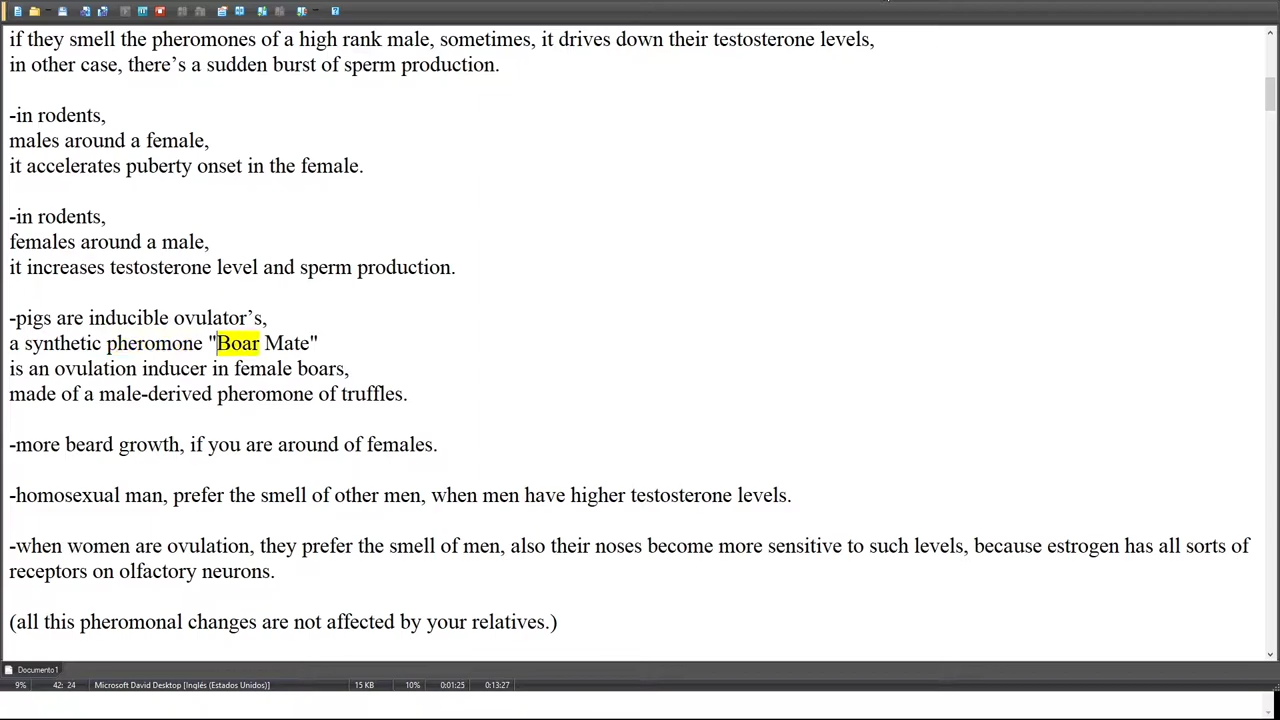 if they smell the pheromones of a high rank male, sometimes, it drives down their testosterone levels,
in other case, there’s a sudden burst of sperm production.
-in rodents,
males around a female,
it accelerates puberty onset in the female.
-in rodents,
females around a male,
it increases testosterone level and sperm production.
-pigs are inducible ovulator’s,
a synthetic pheromone "Boar Mate"
is an ovulation inducer in female boars,
made of a male-derived pheromone of truffles.
-more beard growth, if you are around of females.
-homosexual man, prefer the smell of other men, when men have higher testosterone levels.
-when women are ovulation, they prefer the smell of men, also their noses become more sensitive to such levels, because estrogen has all sorts of
receptors on olfactory neurons.
(all this pheromonal changes are not affected by your relatives.)
Documento1
9% 42: 24 Microsoft David Desktop [Inglés (Estados Unidos)] 15 KB 10% 0:01:25 0:13:27